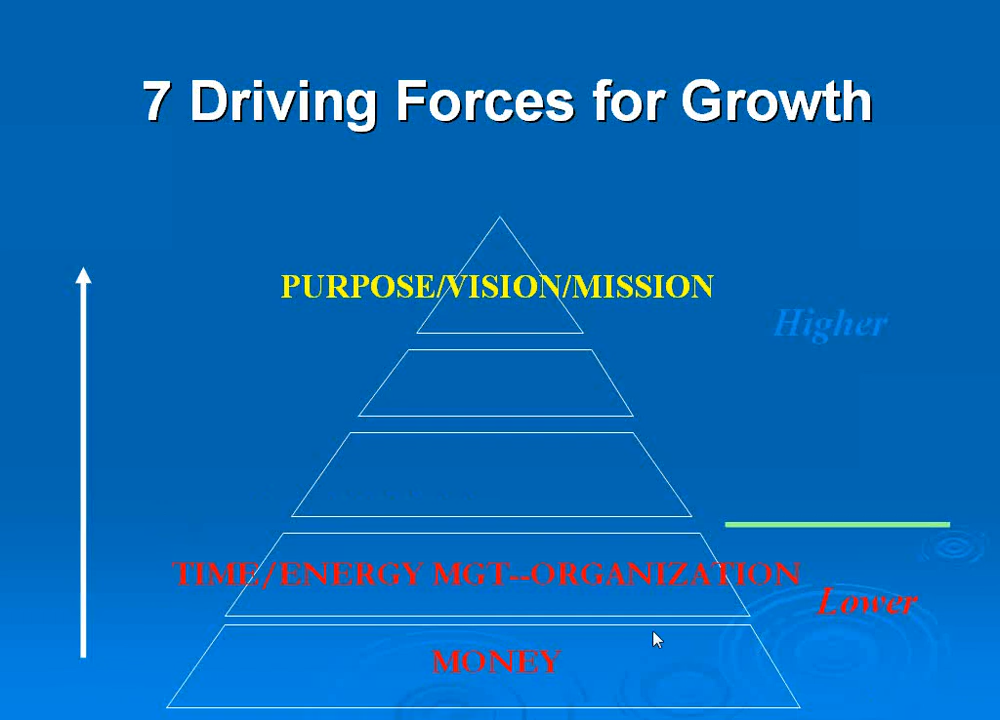 7 Driving Forces for Growth
PURPOSE/VISION/MISSION
Higher
TIME/ENERGY MGT--ORGANIZATION
Lower
MONEY